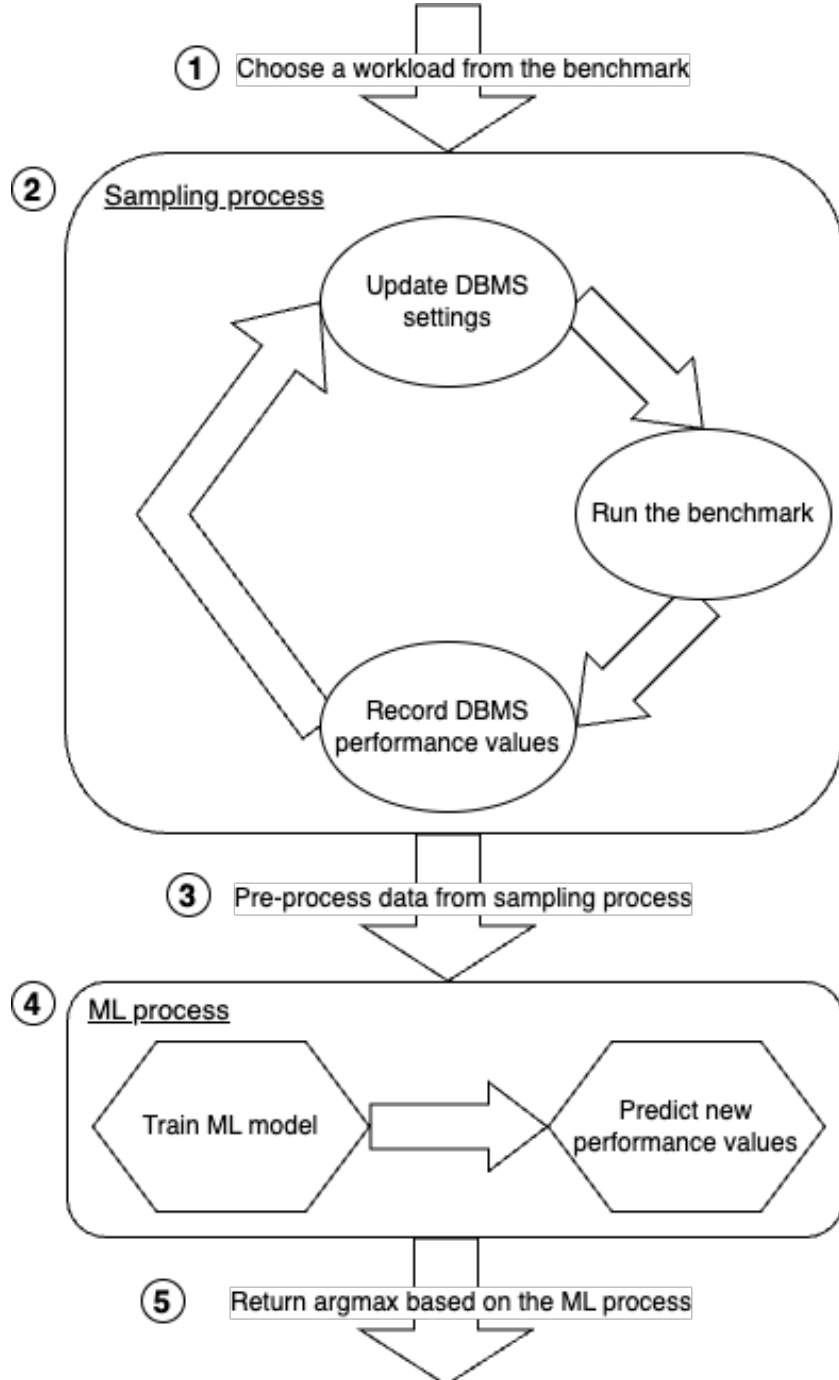 1 Choose a workload from the benchmark
2 Sampling process
Update DBMS
settings
Run the benchmark
Record DBMS
performance values
3 Pre-process data from sampling process
4 ML process
Train ML model
Predict new
performance values
5 Return argmax based on the ML process